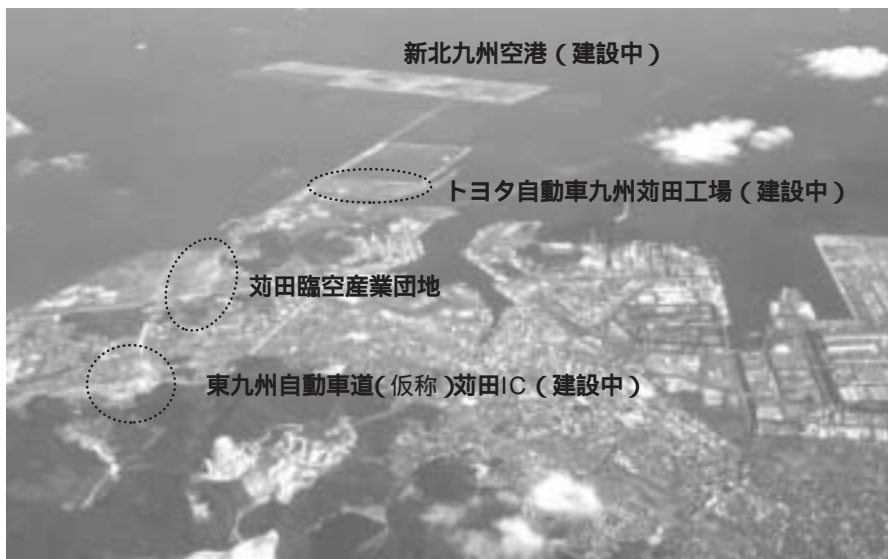 新北九州空港（建設中）
トヨタ自動車九州苅田工場（建設中）
苅田臨空産業団地
東九州自動車道(仮称)苅田IC（建設中）